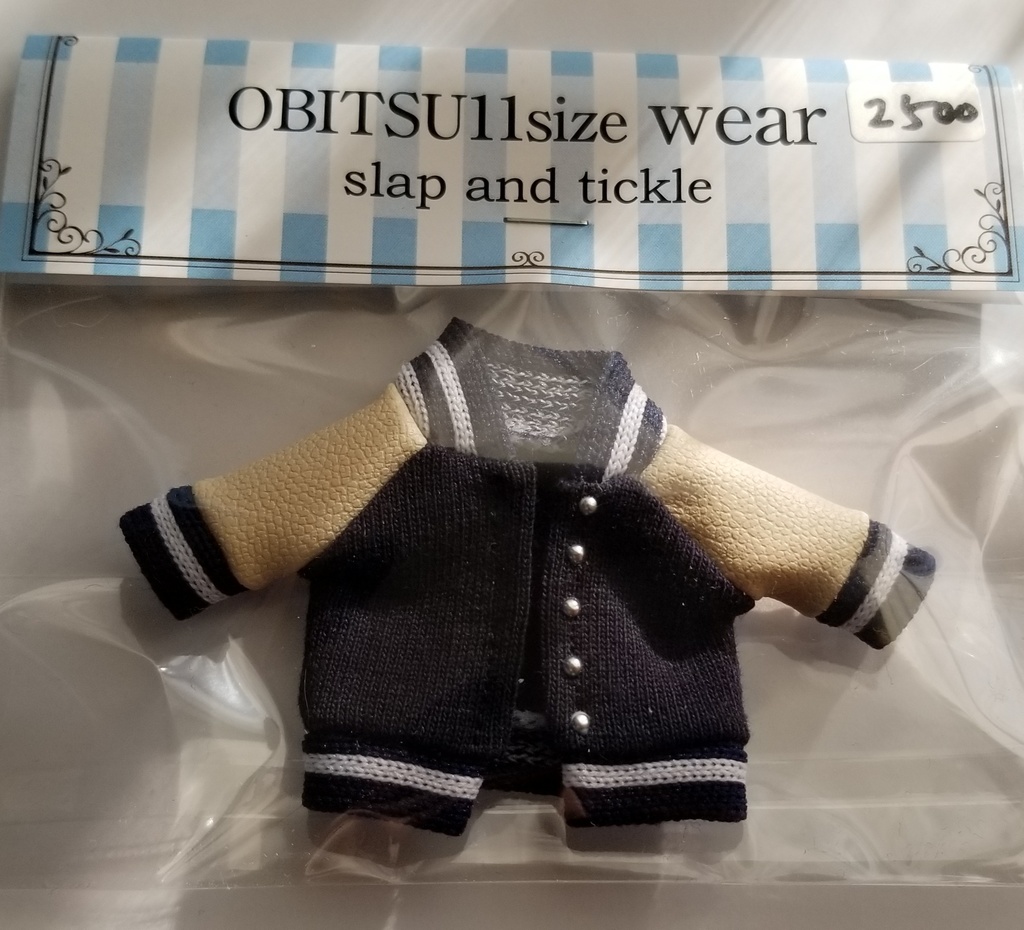 OBITSU11size wear
2500
slap and tickle